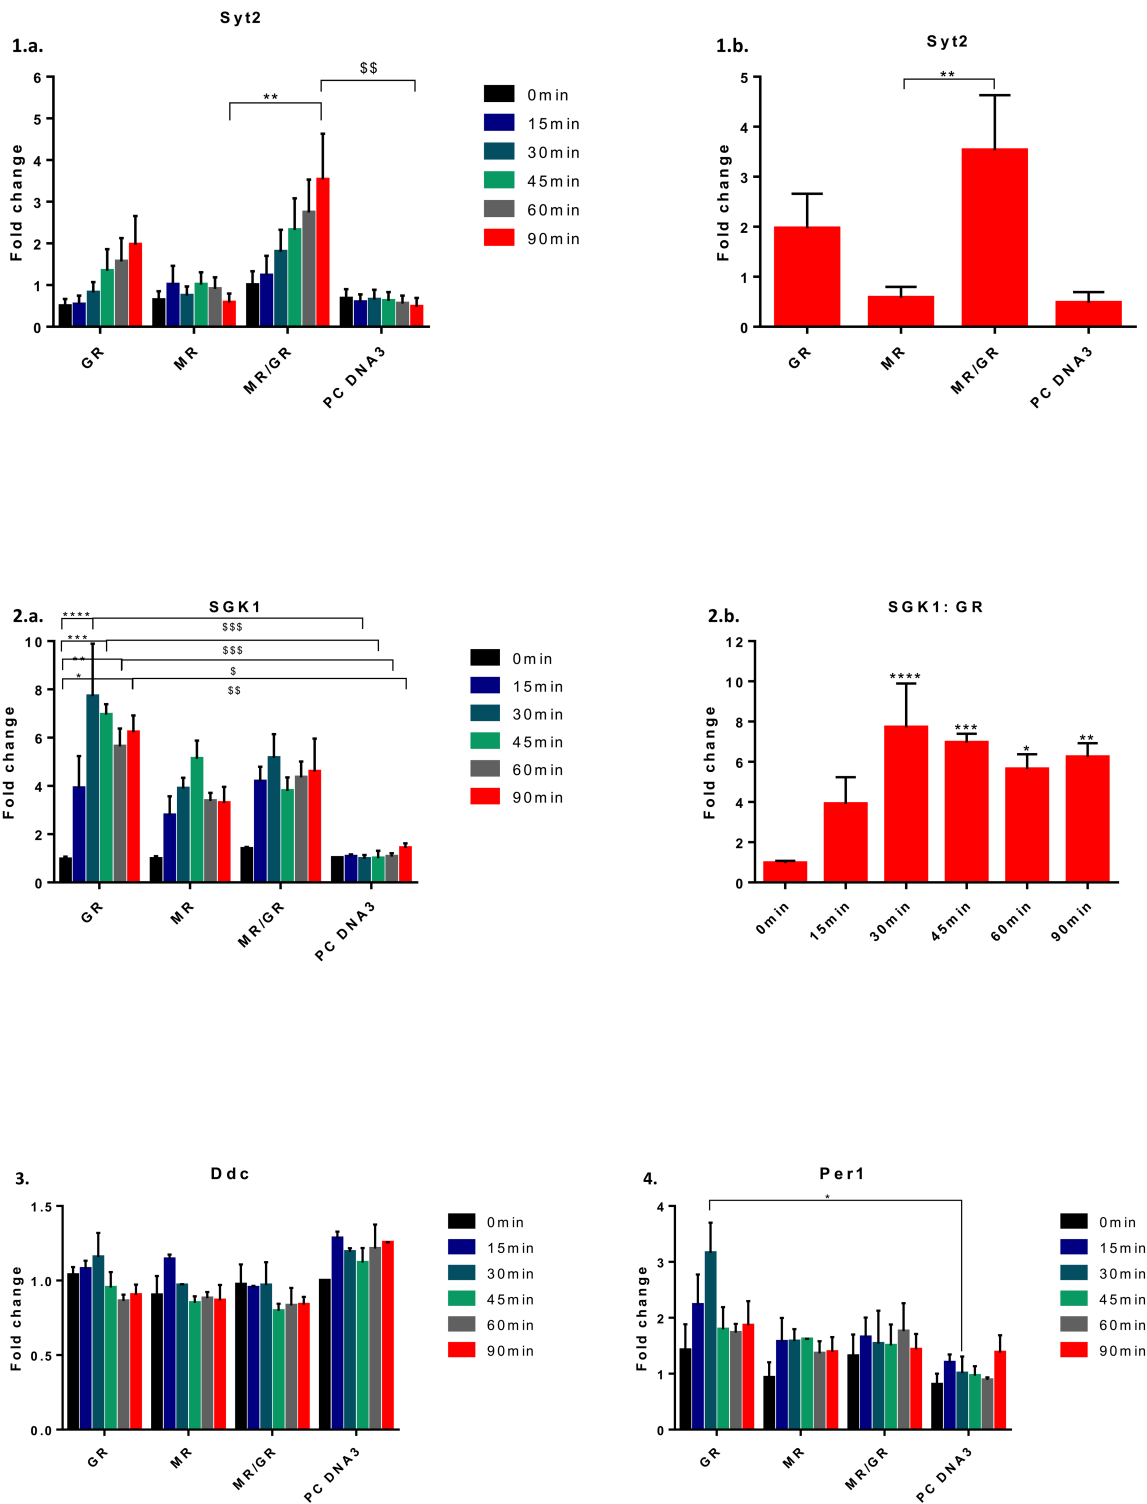 Syt2
1.a.
6
5
4
3
2
1
0
Fold change
**
$$
0min
15min
30min
45min
60min
90min
GR
MR
MR/GR
PC DNA3
1.b.
Syt2
5
4
3
2
1
0
Fold change
**
GR
MR
MR/GR
PC DNA3
2.a.
SGK1
****
$$$
***
$$$
**
$
*
$$
10
8
6
4
2
0
Fold change
0min
15min
30min
45min
60min
90min
GR
MR
MR/GR
PC DNA3
2.b.
SGK1: GR
12
10
8
6
4
2
0
Fold change
****
***
*
**
0min
15min
30min
45min
60min
90min
3.
Ddc
1.5
1.0
0.5
0.0
Fold change
0min
15min
30min
45min
60min
90min
GR
MR
MR/GR
PC DNA3
4.
Per1
4
3
2
1
0
Fold change
*
0min
15min
30min
45min
60min
90min
GR
MR
MR/GR
PC DNA3